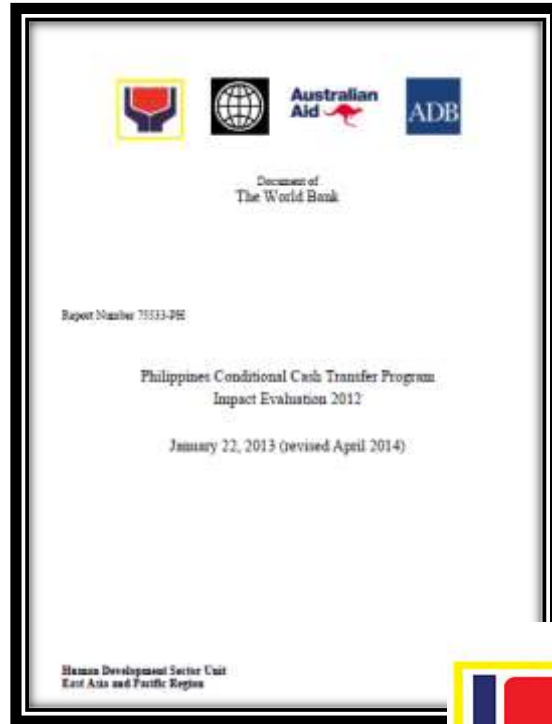 Australian
Aid
ADB
Document of
The World Bank
Report Number 75533-PH
Philippines Conditional Cash Transfer Program
Impact Evaluation 2012
January 22, 2013 (revised April 2014)
Human Development Sector Unit
East Asia and Pacific Region